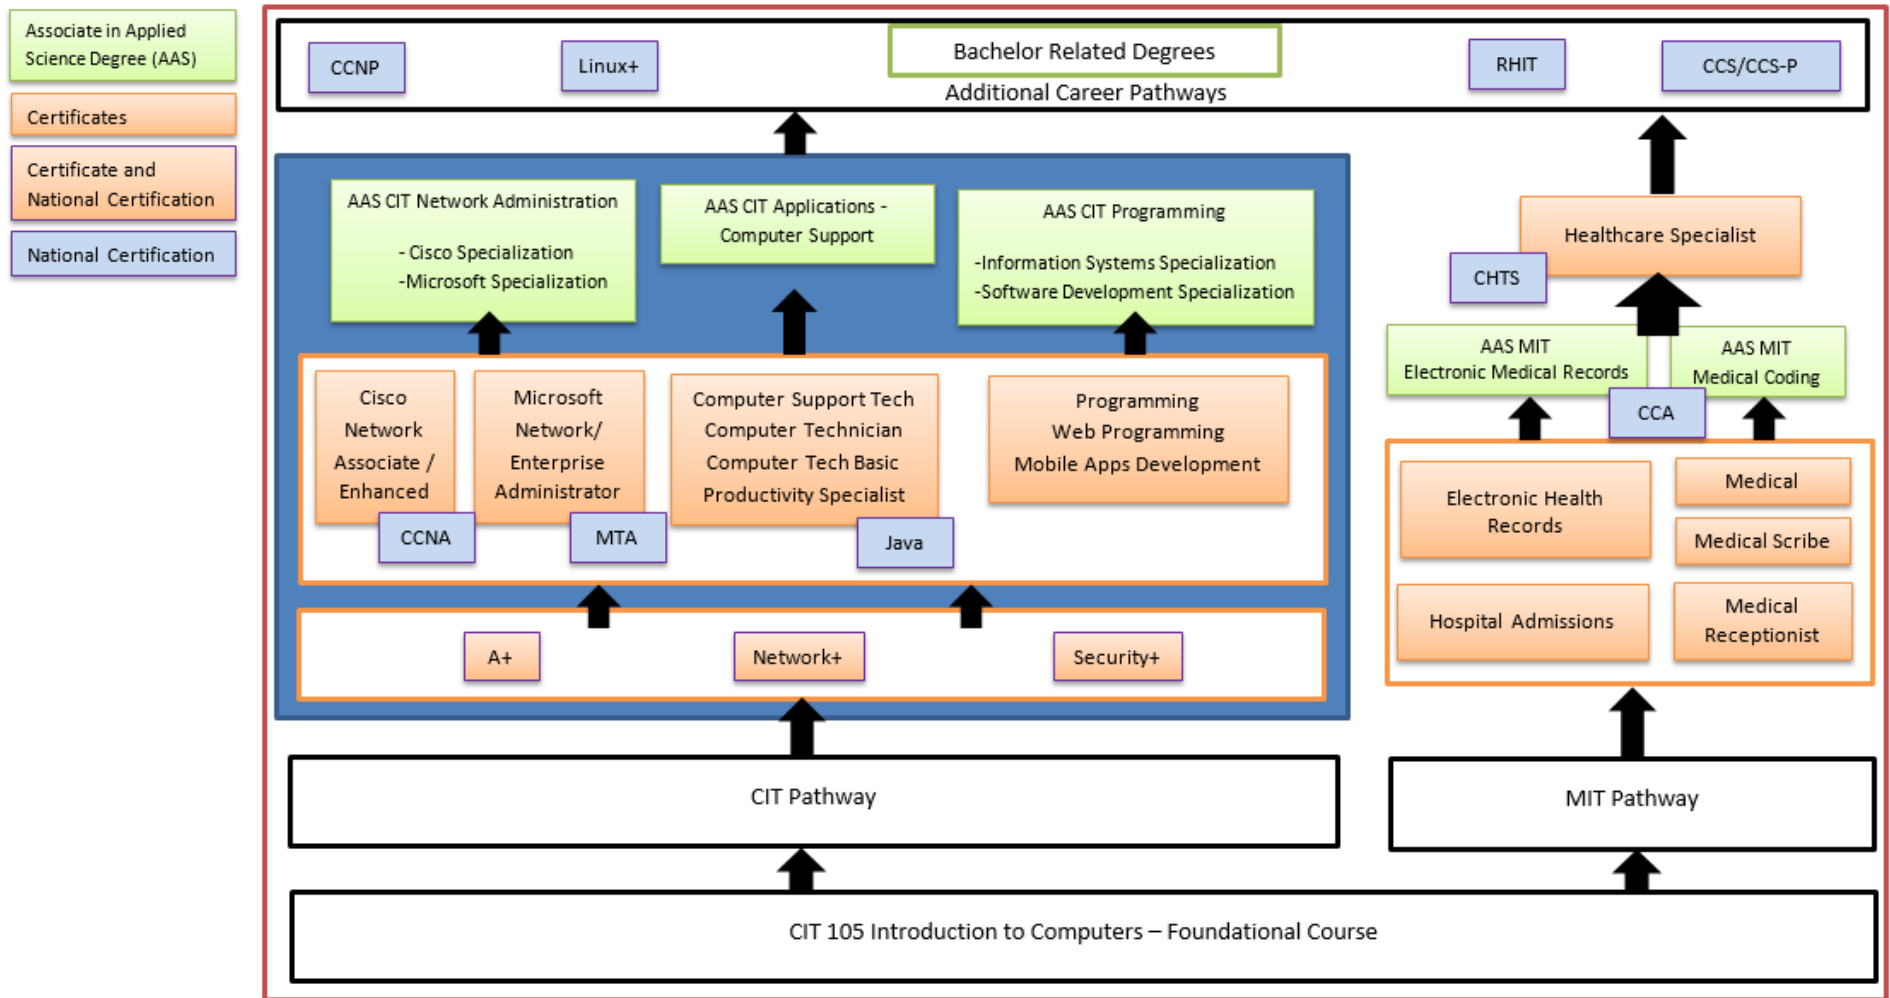 Associate in Applied
Science Degree (AAS)
Certificates
Certificate and
National Certification
National Certification
CCNP
Linux+
Bachelor Related Degrees
RHIT
CCS/CCS-P
Additional Career Pathways
AAS CIT Network Administration
- Cisco Specialization
-Microsoft Specialization
AAS CIT Applications -
Computer Support
AAS CIT Programming
-Information Systems Specialization
-Software Development Specialization
Healthcare Specialist
CHTS
AAS MIT
Electronic Medical Records
AAS MIT
Medical Coding
CCA
Cisco
Network
Associate /
Enhanced
CCNA
Microsoft
Network/
Enterprise
Administrator
MTA
Computer Support Tech
Computer Technician
Computer Tech Basic
Productivity Specialist
Java
Programming
Web Programming
Mobile Apps Development
Electronic Health
Records
Medical
Medical Scribe
Hospital Admissions
Medical
Receptionist
A+
Network+
Security+
CIT Pathway
MIT Pathway
CIT 105 Introduction to Computers – Foundational Course